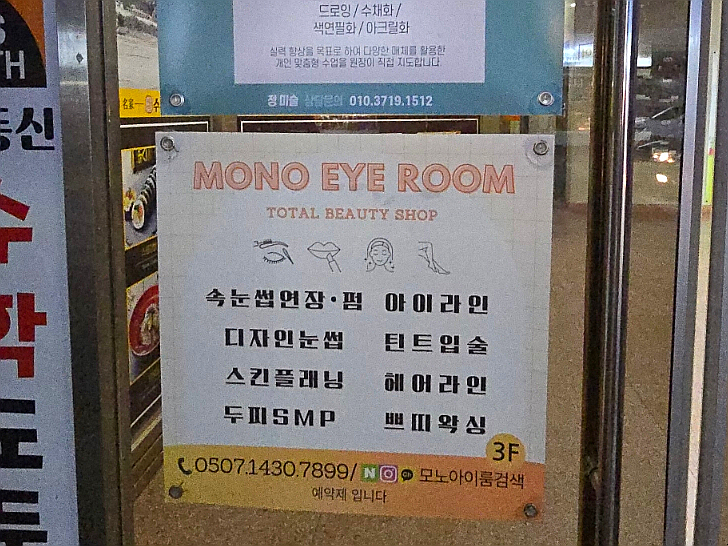 드로잉 / 수채화 /
색연필화 / 아크릴화
실력 향상을 목표로 하여 다양한 매체를 활용한
개인 맞춤형 수업을 원장이 직접 지도합니다.
정미술 상담문의 010.3719.1512
MONO EYE ROOM
TOTAL BEAUTY SHOP
속눈썹연장·펌 아이라인
디자인눈썹 틴트입술
스킨플래닝 헤어라인
두피SMP 쁘띠왁싱
3F
0507.1430.7899/ N 모노아이룸검색
예약제 입니다
동신
수
학